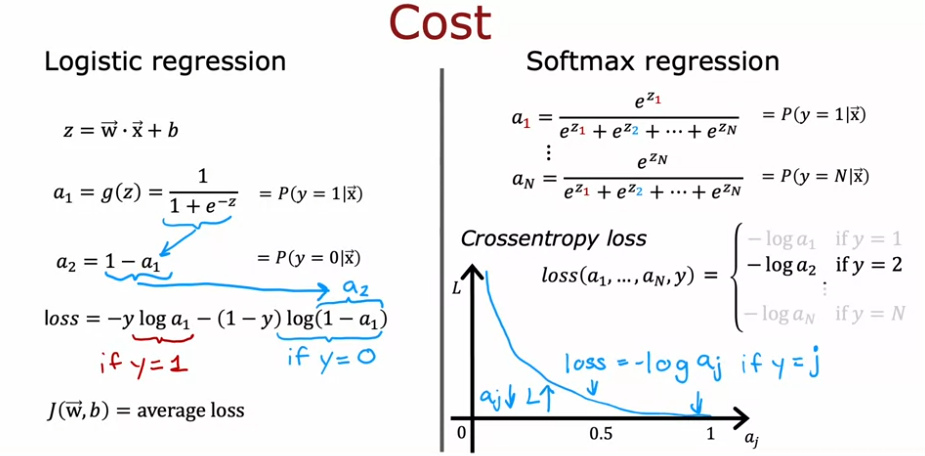 Cost
Logistic regression
z = w⃗ · x⃗ + b
a₁ = g(z) = 1 / (1 + e^(−z)) = P(y = 1|x⃗)
a₂ = 1 − a₁ = P(y = 0|x⃗)
a₂
loss = −y log a₁ − (1 − y) log(1 − a₁)
if y=1 if y=0
J(w⃗, b) = average loss
Softmax regression
a₁ = e^(z₁) / (e^(z₁) + e^(z₂) + ⋯ + e^(z_N)) = P(y = 1|x⃗)
⋮
a_N = e^(z_N) / (e^(z₁) + e^(z₂) + ⋯ + e^(z_N)) = P(y = N|x⃗)
Crossentropy loss
loss(a₁, … , a_N, y) = {
− log a₁ if y = 1
− log a₂ if y = 2
⋮
− log a_N if y = N
L
loss = −log aⱼ if y = j
aⱼ↓ L↑
0 0.5 1 aⱼ